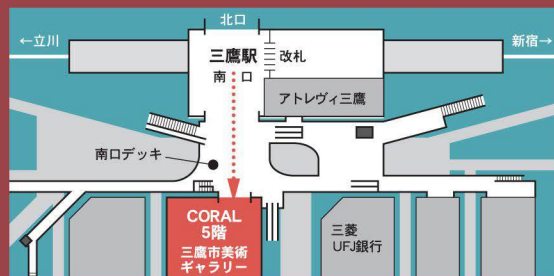 北口
←立川
新宿→
三鷹駅
改札
南口
アトレヴィ三鷹
南口デッキ
CORAL
5階
三鷹市美術
ギャラリー
三菱
UFJ銀行